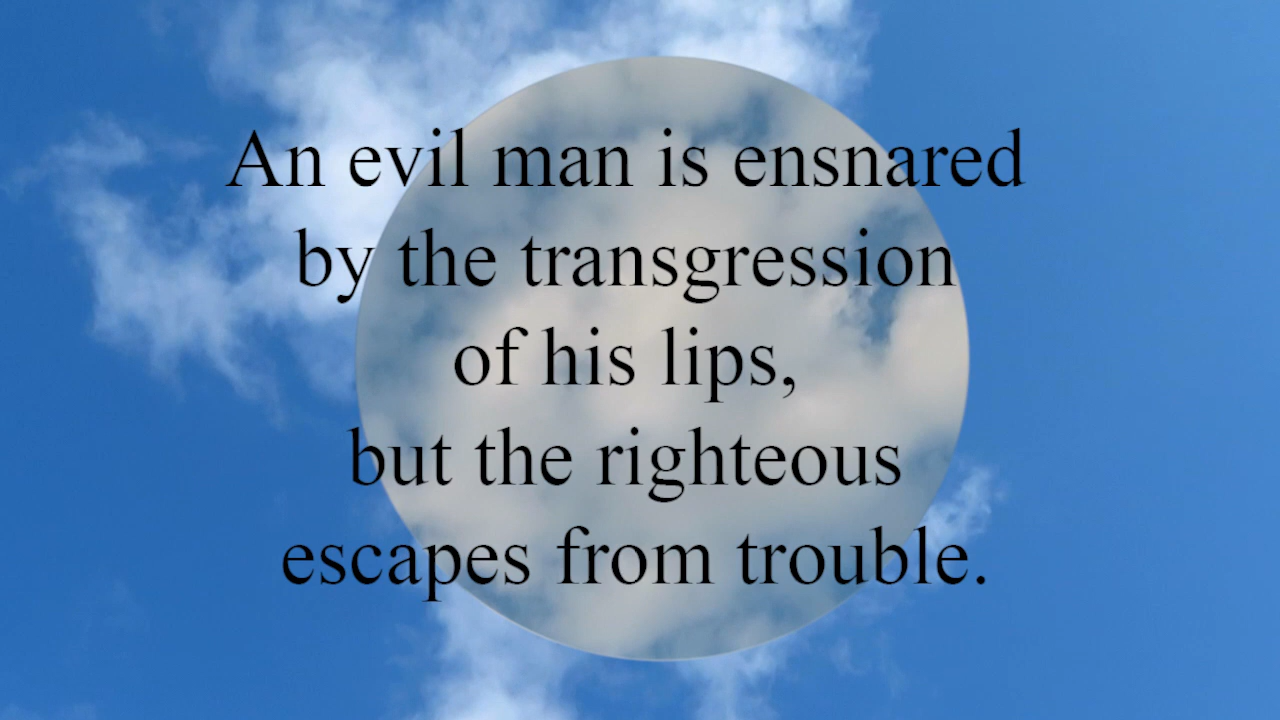 An evil man is ensnared
by the transgression
of his lips,
but the righteous
escapes from trouble.